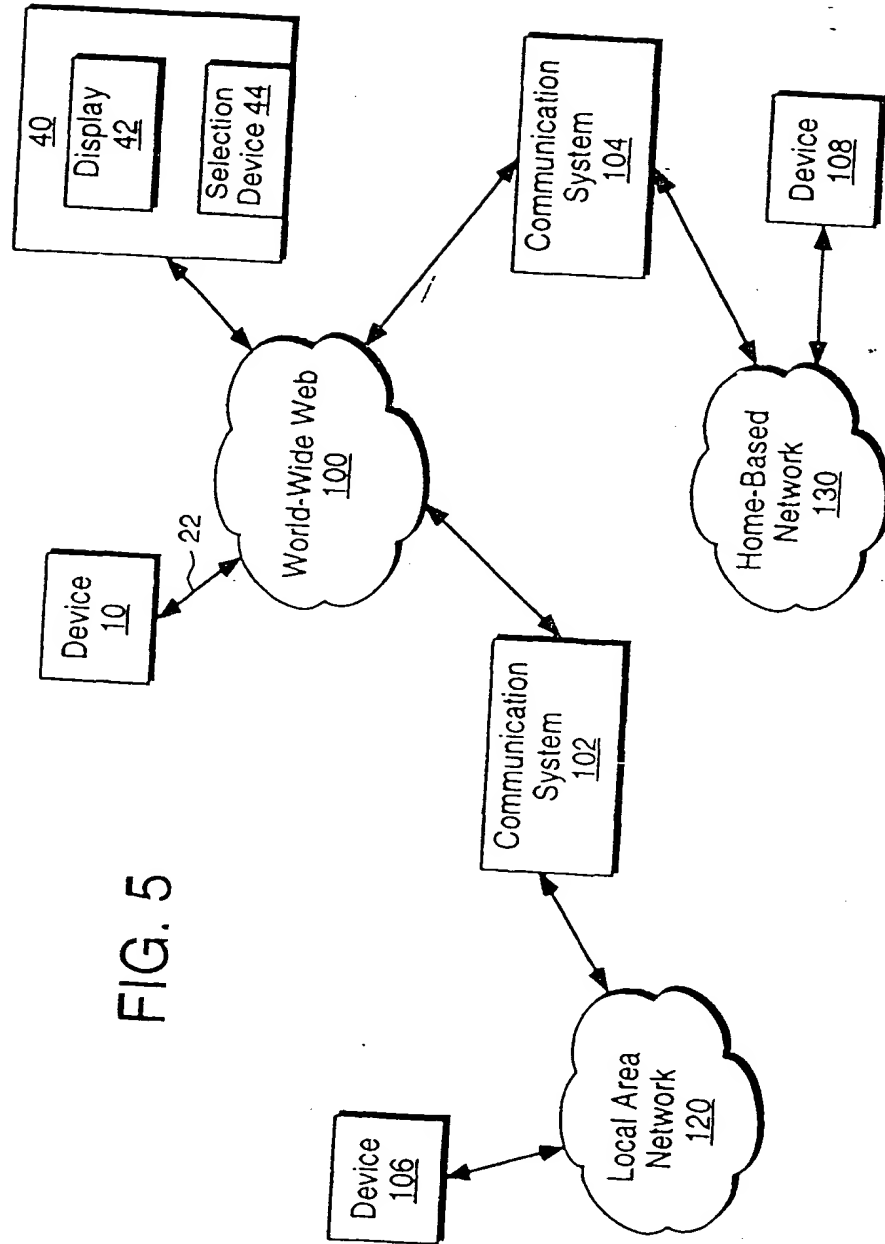 FIG. 5
Device
10
22
40
Display
42
Selection
Device 44
World-Wide Web
100
Communication
System
102
Communication
System
104
Device
106
Local Area
Network
120
Home-Based
Network
130
Device
108